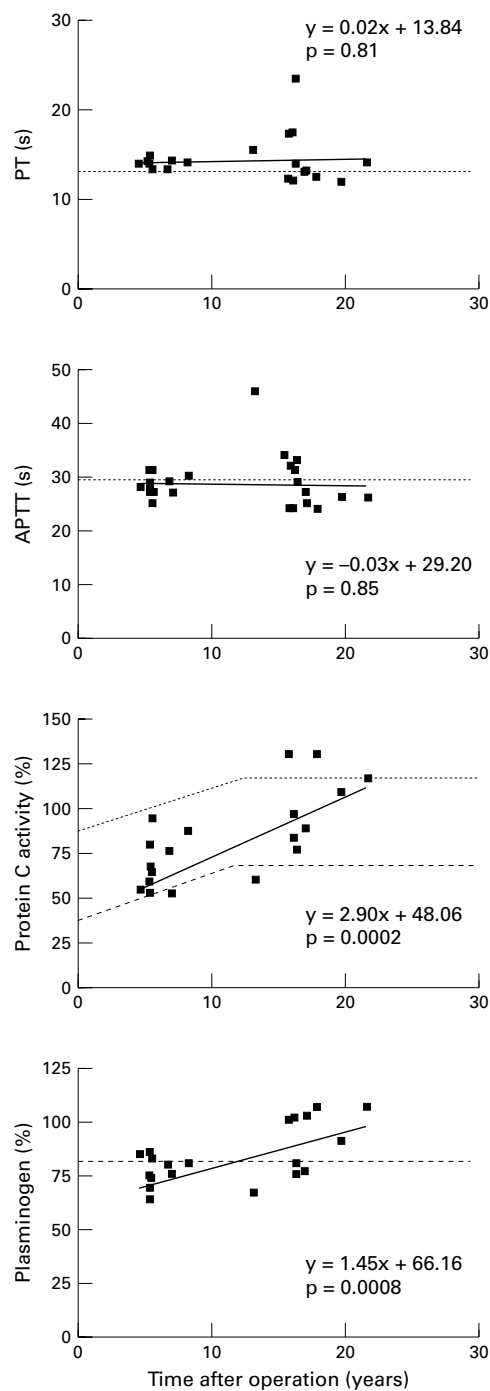 y = 0.02x + 13.84
p = 0.81
PT (s)
30
20
10
0
0 10 20 30
APTT (s)
50
40
30
20
10
0
y = –0.03x + 29.20
p = 0.85
0 10 20 30
Protein C activity (%)
150
125
100
75
50
25
0
y = 2.90x + 48.06
p = 0.0002
0 10 20 30
Plasminogen (%)
125
100
75
50
25
0
y = 1.45x + 66.16
p = 0.0008
0 10 20 30
Time after operation (years)